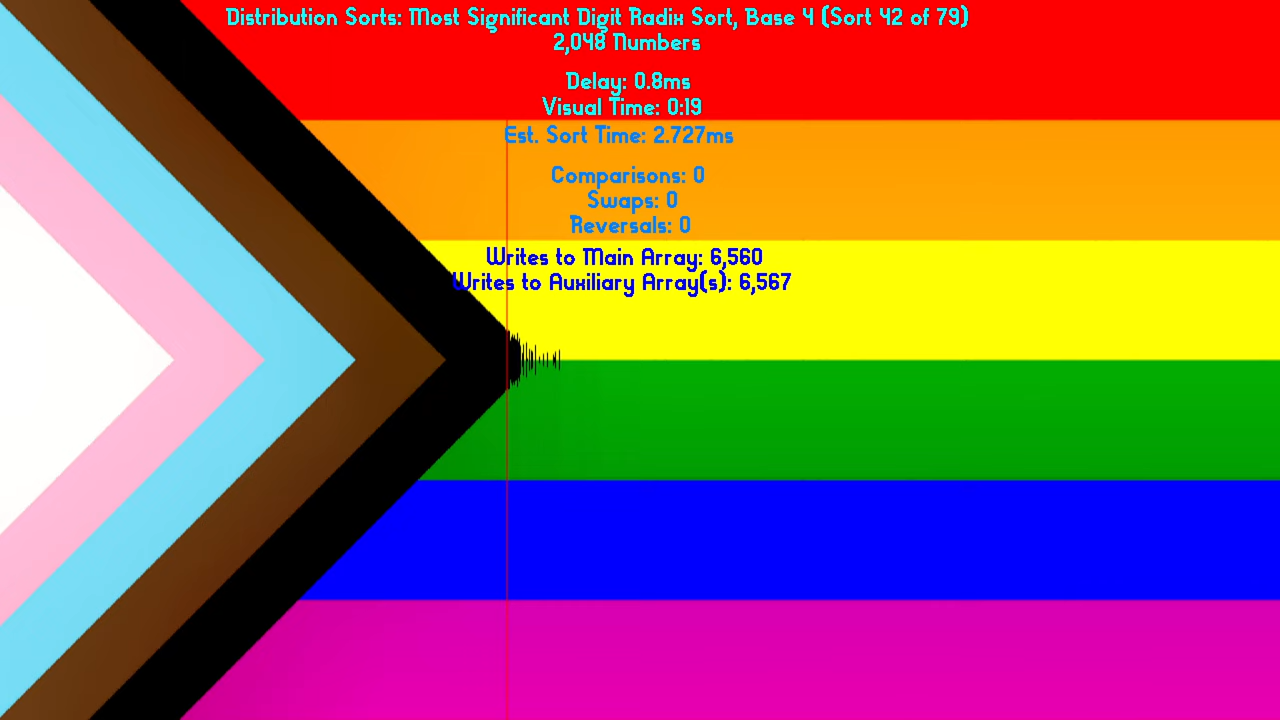 Distribution Sorts: Most Significant Digit Radix Sort, Base 4 (Sort 42 of 79)
2,048 Numbers
Delay: 0.8ms
Visual Time: 0:19
Est. Sort Time: 2.727ms
Comparisons: 0
Swaps: 0
Reversals: 0
Writes to Main Array: 6,560
Writes to Auxiliary Array(s): 6,567